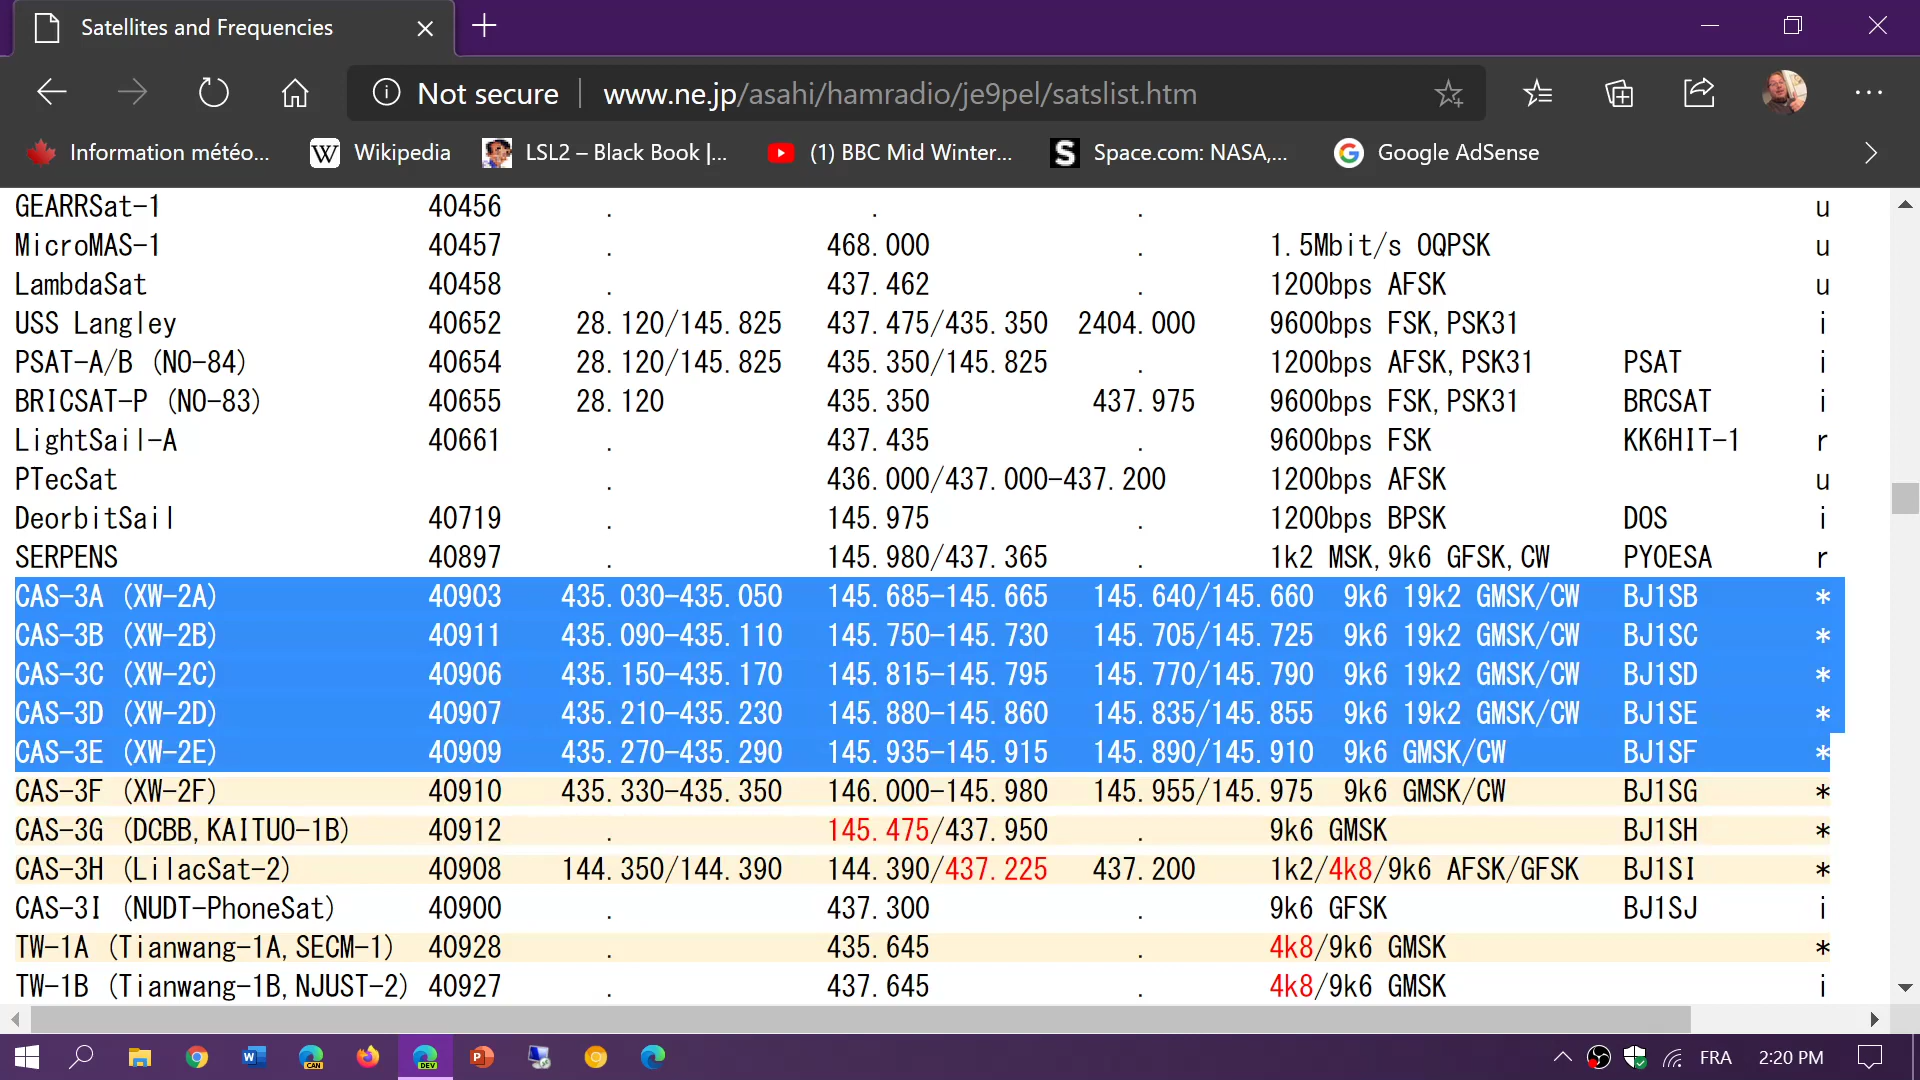 Satellites and Frequencies
Not secure www.ne.jp/asahi/hamradio/je9pel/satslist.htm
Information météo... Wikipedia LSL2 – Black Book |... (1) BBC Mid Winter... Space.com: NASA,... Google AdSense
GEARRSat-1 40456 . . . u
MicroMAS-1 40457 . 468.000 . 1.5Mbit/s OQPSK u
LambdaSat 40458 . 437.462 . 1200bps AFSK u
USS Langley 40652 28.120/145.825 437.475/435.350 2404.000 9600bps FSK,PSK31 i
PSAT-A/B (NO-84) 40654 28.120/145.825 435.350/145.825 . 1200bps AFSK,PSK31 PSAT i
BRICSAT-P (NO-83) 40655 28.120 435.350 437.975 9600bps FSK,PSK31 BRCSAT i
LightSail-A 40661 . 437.435 . 9600bps FSK KK6HIT-1 r
PTecSat . 436.000/437.000-437.200 1200bps AFSK u
DeorbitSail 40719 . 145.975 . 1200bps BPSK DOS i
SERPENS 40897 . 145.980/437.365 . 1k2 MSK,9k6 GFSK,CW PY0ESA r
CAS-3A (XW-2A) 40903 435.030-435.050 145.685-145.665 145.640/145.660 9k6 19k2 GMSK/CW BJ1SB *
CAS-3B (XW-2B) 40911 435.090-435.110 145.750-145.730 145.705/145.725 9k6 19k2 GMSK/CW BJ1SC *
CAS-3C (XW-2C) 40906 435.150-435.170 145.815-145.795 145.770/145.790 9k6 19k2 GMSK/CW BJ1SD *
CAS-3D (XW-2D) 40907 435.210-435.230 145.880-145.860 145.835/145.855 9k6 19k2 GMSK/CW BJ1SE *
CAS-3E (XW-2E) 40909 435.270-435.290 145.935-145.915 145.890/145.910 9k6 GMSK/CW BJ1SF *
CAS-3F (XW-2F) 40910 435.330-435.350 146.000-145.980 145.955/145.975 9k6 GMSK/CW BJ1SG *
CAS-3G (DCBB,KAITUO-1B) 40912 . 145.475/437.950 . 9k6 GMSK BJ1SH *
CAS-3H (LilacSat-2) 40908 144.350/144.390 144.390/437.225 437.200 1k2/4k8/9k6 AFSK/GFSK BJ1SI *
CAS-3I (NUDT-PhoneSat) 40900 . 437.300 . 9k6 GFSK BJ1SJ i
TW-1A (Tianwang-1A,SECM-1) 40928 . 435.645 . 4k8/9k6 GMSK *
TW-1B (Tianwang-1B,NJUST-2) 40927 . 437.645 . 4k8/9k6 GMSK i
FRA 2:20 PM